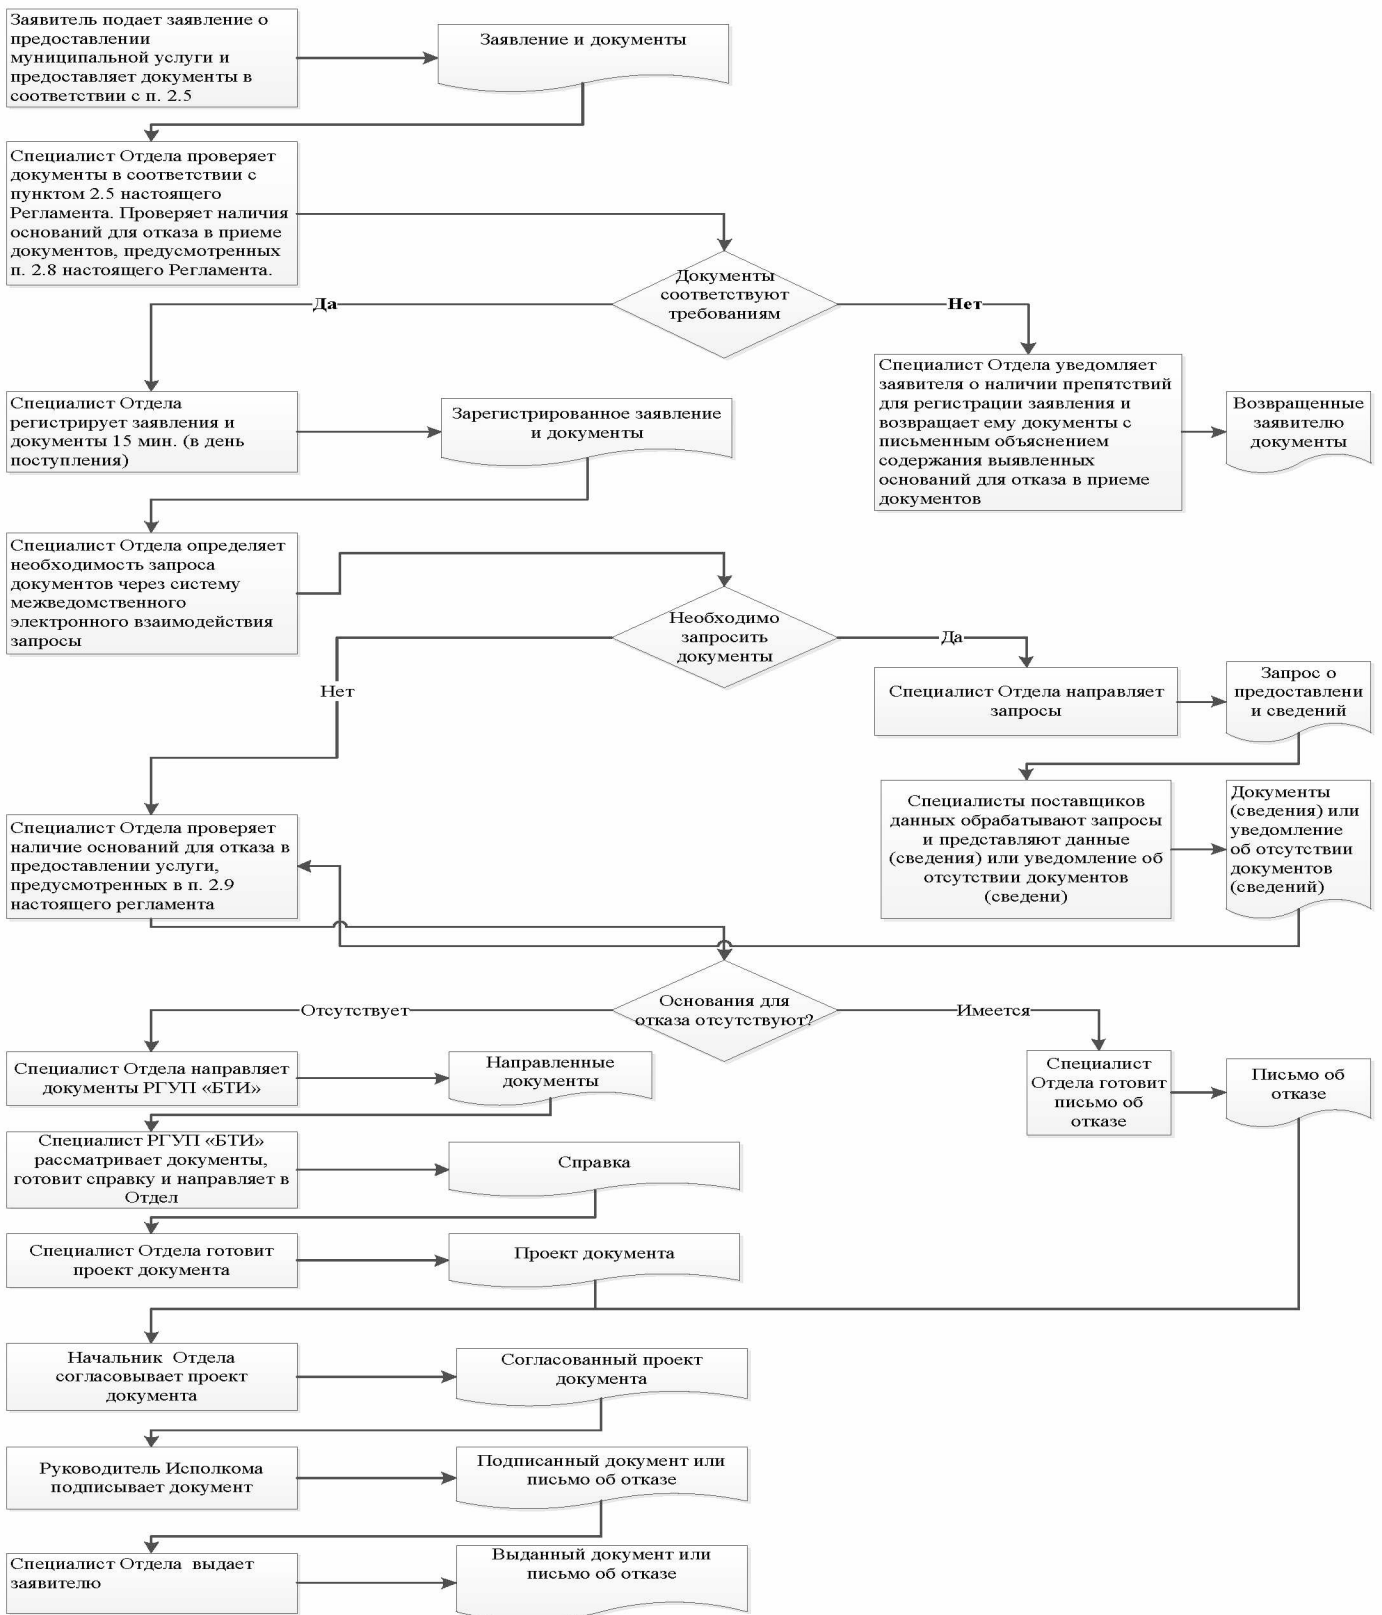 Заявитель подает заявление о
предоставлении
муниципальной услуги и
предоставляет документы в
соответствии с п. 2.5
Заявление и документы
Специалист Отдела проверяет
документы в соответствии с
пунктом 2.5 настоящего
Регламента. Проверяет наличия
оснований для отказа в приеме
документов, предусмотренных
п. 2.8 настоящего Регламента.
Документы
соответствуют
требованиям
Да
Нет
Специалист Отдела
регистрирует заявления и
документы 15 мин. (в день
поступления)
Зарегистрированное заявление
и документы
Специалист Отдела уведомляет
заявителя о наличии препятствий
для регистрации заявления и
возвращает ему документы с
письменным объяснением
содержания выявленных
оснований для отказа в приеме
документов
Возвращенные
заявителю
документы
Специалист Отдела определяет
необходимость запроса
документов через систему
межведомственного
электронного взаимодействия
запросы
Необходимо
запросить
документы
Да
Нет
Специалист Отдела направляет
запросы
Запрос о
предоставлени
и сведений
Специалисты поставщиков
данных обрабатывают запросы
и представляют данные
(сведения) или уведомление об
отсутствии документов
(сведени)
Документы
(сведения) или
уведомление
об отсутствии
документов
(сведений)
Специалист Отдела проверяет
наличие оснований для отказа в
предоставлении услуги,
предусмотренных в п. 2.9
настоящего регламента
Основания для
отказа отсутствуют?
Отсутствует
Имеется
Специалист Отдела направляет
документы РГУП «БТИ»
Направленные
документы
Специалист
Отдела готовит
письмо об
отказе
Письмо об
отказе
Специалист РГУП «БТИ»
рассматривает документы,
готовит справку и направляет в
Отдел
Справка
Специалист Отдела готовит
проект документа
Проект документа
Начальник Отдела
согласовывает проект
документа
Согласованный проект
документа
Руководитель Исполкома
подписывает документ
Подписанный документ или
письмо об отказе
Специалист Отдела выдает
заявителю
Выданный документ или
письмо об отказе